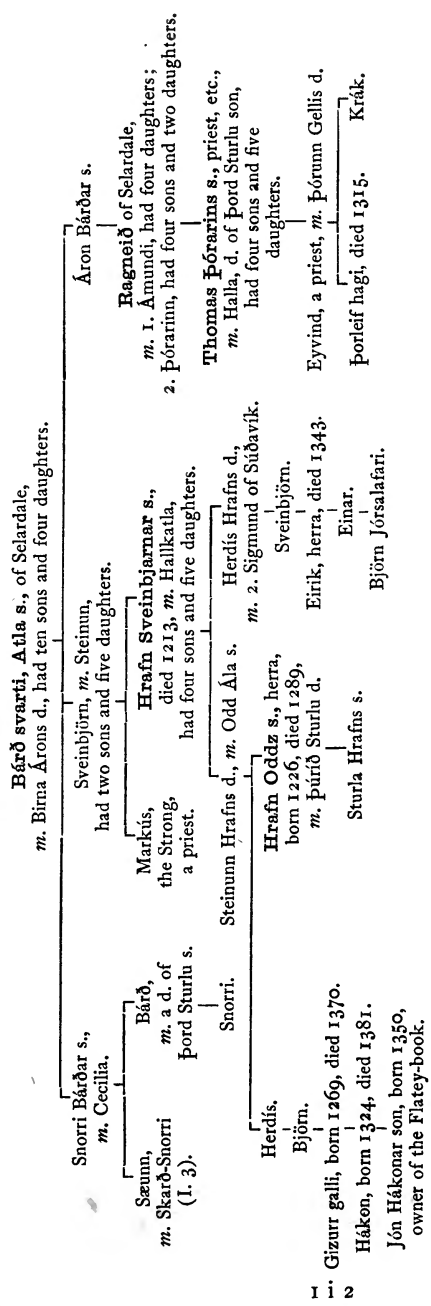 Bárð svarti, Atla s., of Selardale,
m. Birna Árons d., had ten sons and four daughters.
Snorri Bárðar s.,
m. Cecilia.
Sæunn,
m. Skarð-Snorri
(I. 3).
Bárð,
m. a d. of
Þord Sturlu s.
Snorri.
Sveinbjörn, m. Steinun,
had two sons and five daughters.
Markús,
the Strong,
a priest.
Hrafn Sveinbjarnar s.,
died 1213, m. Hallkatla,
had four sons and five daughters.
Steinunn Hrafns d., m. Odd Ála s.
Herdís.
Björn.
Gizurr galli, born 1269, died 1370.
Hákon, born 1324, died 1381.
Jón Hákonar son, born 1350,
owner of the Flatey-book.
Hrafn Oddz s., herra,
born 1226, died 1289,
m. Þúríð Sturlu d.
Sturla Hrafns s.
Herdís Hrafns d.,
m. 2. Sigmund of Súðavík.
Sveinbjörn.
Eirik, herra, died 1343.
Einar.
Björn Jórsalafari.
Áron Bárðar s.
Ragneið of Selardale,
m. 1. Ámundi, had four daughters;
2. Þórarinn, had four sons and two daughters.
Thomas Þórarins s., priest, etc.,
m. Halla, d. of Þord Sturlu son,
had four sons and five
daughters.
Eyvind, a priest, m. Þórunn Gellis d.
Þorleif hagi, died 1315.
Krák.
I i 2